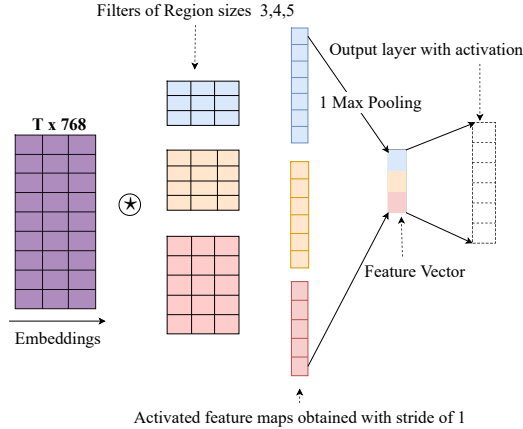 Filters of Region sizes 3,4,5
Output layer with activation
1 Max Pooling
T x 768
Feature Vector
Embeddings
Activated feature maps obtained with stride of 1